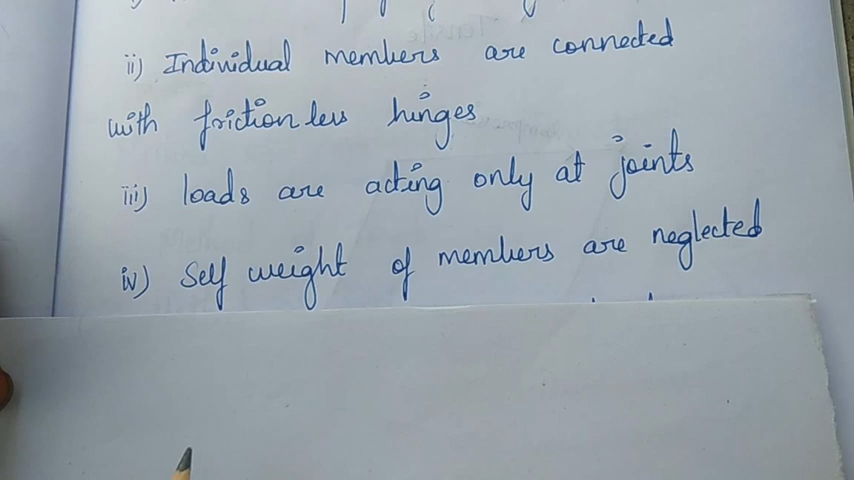 ii) Individual members are connected
with frictionless hinges
iii) loads are acting only at joints
iv) Self weight of members are neglected